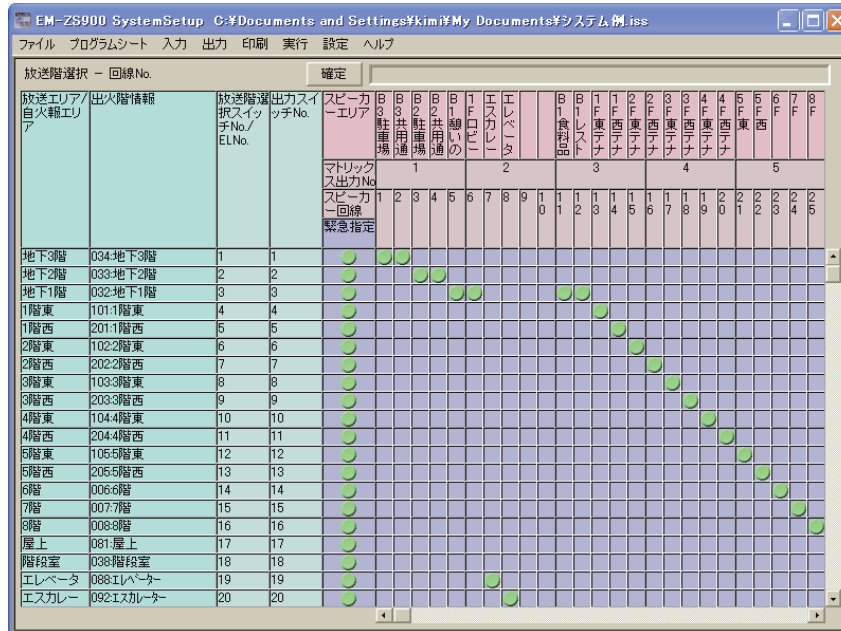 EM-ZS900 SystemSetup C:¥Documents and Settings¥kimi¥My Documents¥システム例.iss
ファイル プログラムシート 入力 出力 印刷 実行 設定 ヘルプ
放送階選択 - 回線No. 確定
放送エリア/自火報エリア 出火階情報 放送階選択スイッチNo./ELNo. 出力スイッチNo. スピーカーエリア B3駐車場 B3共用通 B2駐車場 B2共用通 B1憩いの 1Fロビー エスカレー エレベータ B1食料品 B1レスト 1F東テナ 1F西テナ 2F東テナ 2F西テナ 3F東テナ 3F西テナ 4F東テナ 4F西テナ 5F東 5F西 6F 7F 8F
マトリックス出力No 1 2 3 4 5
スピーカー回線 1 2 3 4 5 6 7 8 9 10 11 12 13 14 15 16 17 18 19 20 21 22 23 24 25
緊急指定
地下3階 034:地下3階 1 1
地下2階 033:地下2階 2 2
地下1階 032:地下1階 3 3
1階東 101:1階東 4 4
1階西 201:1階西 5 5
2階東 102:2階東 6 6
2階西 202:2階西 7 7
3階東 103:3階東 8 8
3階西 203:3階西 9 9
4階東 104:4階東 10 10
4階西 204:4階西 11 11
5階東 105:5階東 12 12
5階西 205:5階西 13 13
6階 006:6階 14 14
7階 007:7階 15 15
8階 008:8階 16 16
屋上 081:屋上 17 17
階段室 038:階段室 18 18
エレベータ 088:ｴﾚﾍﾞｰﾀｰ 19 19
エスカレー 092:ｴｽｶﾚｰﾀｰ 20 20